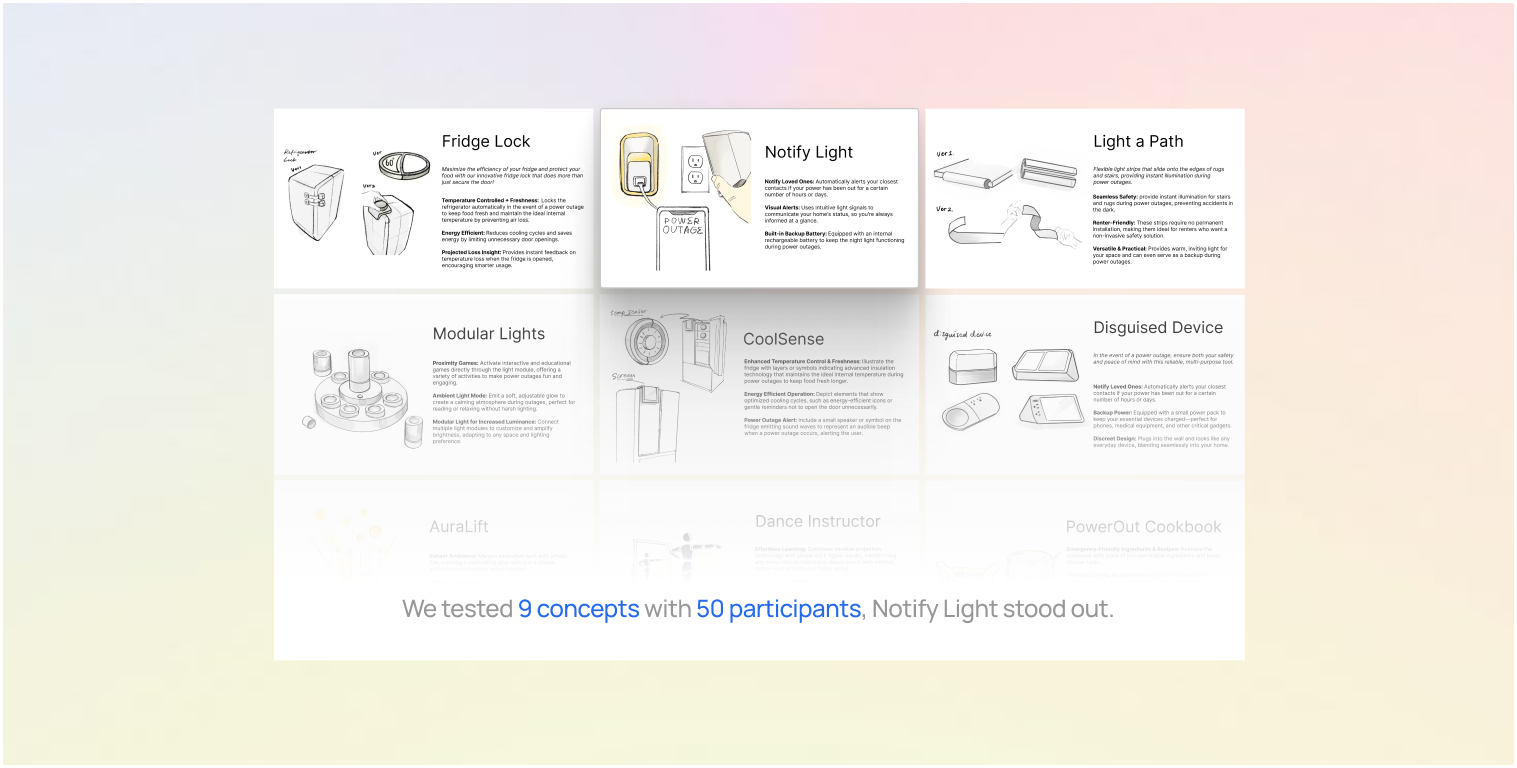 Refrigerator
Lock
Ver1
Ver
60°
Ver3
Fridge Lock
Maximize the efficiency of your fridge and protect your
food with our innovative fridge lock that does more than
just secure the door!
Temperature Controlled + Freshness: Locks the
refrigerator automatically in the event of a power outage
to keep food fresh and maintain the ideal internal
temperature by preventing an loss.
Energy Efficient: Reduces cooling cycles and saves
energy by limiting unnecessary door openings.
Projected Loss Insight: Provides instant feedback on
temperature loss when the fridge is opened,
encouraging smarter usage.
POWER
OUTAGE
Notify Light
Notify Loved Ones: Automatically alerts your closest
contacts if your power has been out for a certain
number of hours or days.
Visual Alerts: Uses intuitive light signals to
communicate your home's status, so you're always
informed at a glance.
Built-in Backup Battery: Equipped with an internal
rechargeable battery to keep the night light functioning
during power outages.
Ver1.
Ver2.
Light a Path
Flexible light strips that slide onto the edges of rugs
and stairs, providing instant illumination during
power outages.
Seamless Safety: provide instant illumination for stairs
and rugs during power outages, preventing accidents in
the dark.
Renter-Friendly: These strips require no permanent
installation, making them ideal for renters who want a
non-invasive safety solution.
Versatile & Practical: Provides warm, inviting light for
your space and can even serve as a backup during
power outages.
Modular Lights
Proximity Games: Activate interactive and educational
games directly through the light module, offering a
variety of activities to make power outages fun and
engaging.
Ambient Light Mode: Emit a soft, adjustable glow to
create a calming atmosphere during outages, perfect for
reading or relaxing without harsh lighting.
Modular Light for Increased Luminance: Connect
multiple light modules to customize and amplify
brightness, adapting to any space and lighting
preference.
Screen
CoolSense
Enhanced Temperature Control & Freshness: Illustrate the
fridge with layers or symbols indicating advanced insulation
technology that maintains the ideal internal temperature during
power outages to keep food fresh longer.
Energy Efficient Operation: Depict elements that show
optimized cooling cycles, such as energy-efficient icons or
gentle reminders not to open the door unnecessarily.
Power Outage Alert: Include a small speaker or symbol on the
fridge emitting sound waves to represent an audible beep
when a power outage occurs, alerting the user.
disguised device
Disguised Device
In the event of a power outage, ensure both your safety
and peace of mind with this reliable, multi-purpose tool.
Notify Loved Ones: Automatically alerts your closest
contacts if your power has been out for a certain
number of hours or days.
Backup Power: Equipped with a small power pack to
keep your essential devices charged—perfect for
phones, medical equipment, and other critical gadgets.
Discreet Design: Plugs into the wall and looks like any
everyday device, blending seamlessly into your home.
AuraLift
Dance Instructor
Effortless Learning:
PowerOut Cookbook
Emergency-Friendly Ingredients & Recipes:
We tested 9 concepts with 50 participants, Notify Light stood out.